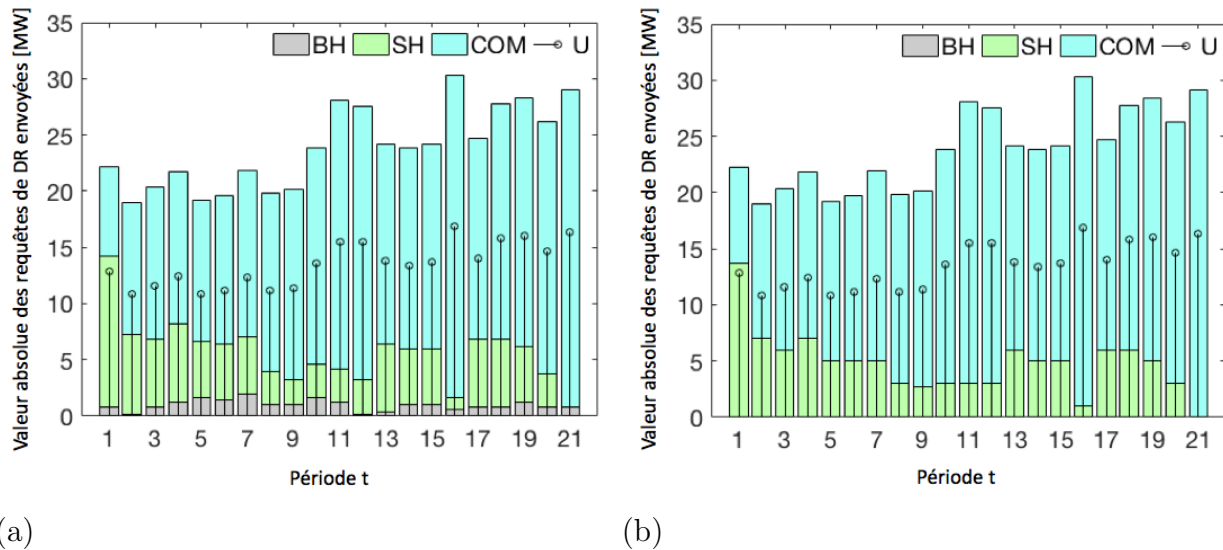 Valeur absolue des requêtes de DR envoyées [MW]
35
30
25
20
15
10
5
0
BH SH COM U
1 3 5 7 9 11 13 15 17 19 21
Période t
(a)
Valeur absolue des requêtes de DR envoyées [MW]
35
30
25
20
15
10
5
0
BH SH COM U
1 3 5 7 9 11 13 15 17 19 21
Période t
(b)